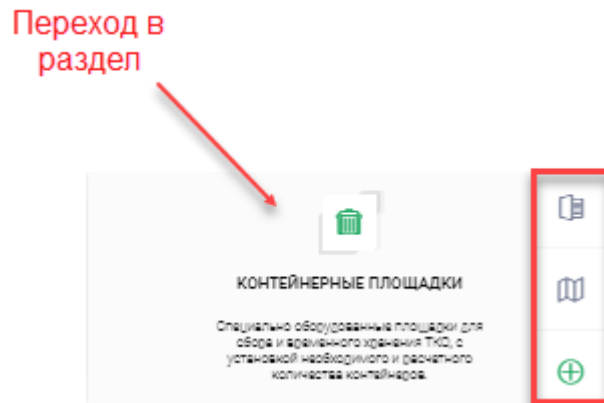 Переход в
раздел
КОНТЕЙНЕРНЫЕ ПЛОЩАДКИ
Специально оборудованные площадки для
сбора и временного хранения ТКО, с
установкой необходимого и расчетного
количества контейнеров.